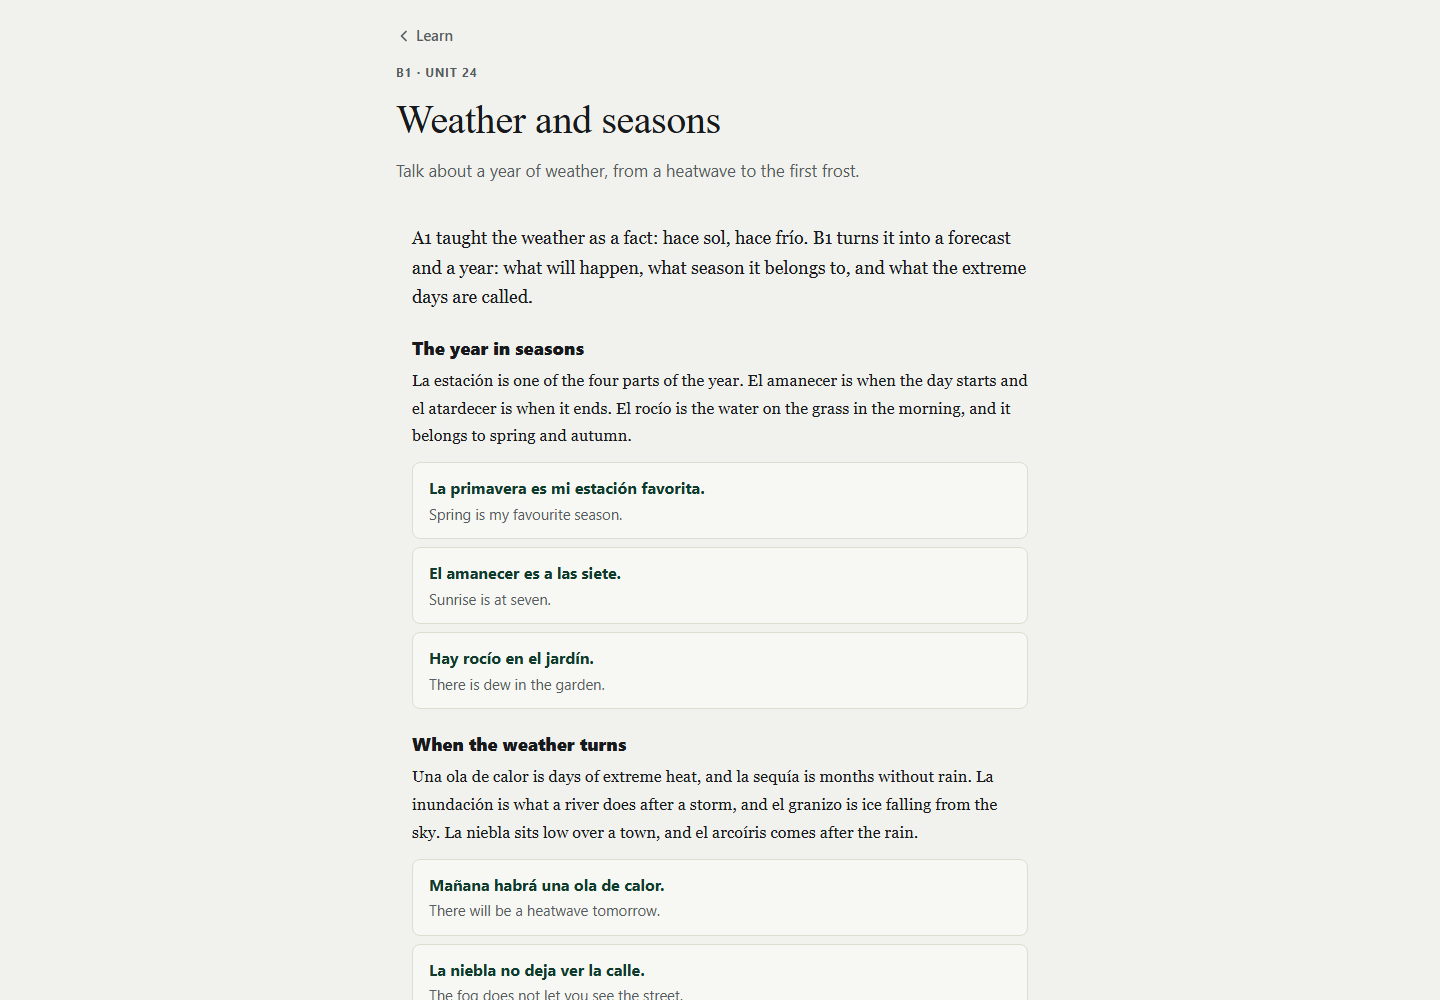 Learn
B1 · UNIT 24
Weather and seasons
Talk about a year of weather, from a heatwave to the first frost.
A1 taught the weather as a fact: hace sol, hace frío. B1 turns it into a forecast
and a year: what will happen, what season it belongs to, and what the extreme
days are called.
The year in seasons
La estación is one of the four parts of the year. El amanecer is when the day starts and
el atardecer is when it ends. El rocío is the water on the grass in the morning, and it
belongs to spring and autumn.
La primavera es mi estación favorita.
Spring is my favourite season.
El amanecer es a las siete.
Sunrise is at seven.
Hay rocío en el jardín.
There is dew in the garden.
When the weather turns
Una ola de calor is days of extreme heat, and la sequía is months without rain. La
inundación is what a river does after a storm, and el granizo is ice falling from the
sky. La niebla sits low over a town, and el arcoíris comes after the rain.
Mañana habrá una ola de calor.
There will be a heatwave tomorrow.
La niebla no deja ver la calle.
The fog does not let you see the street.